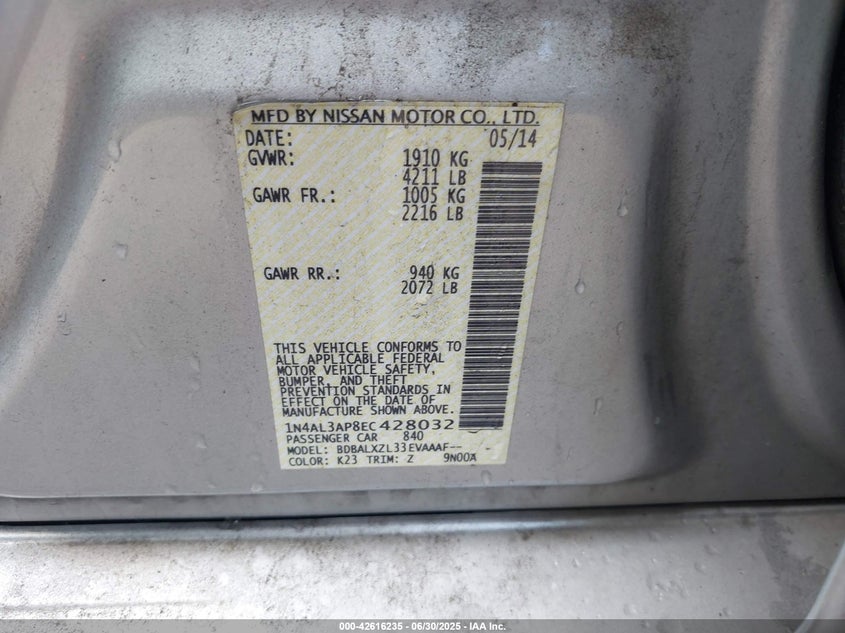 MFD BY NISSAN MOTOR CO., LTD.
DATE: 05/14
GVWR: 1910 KG
4211 LB
GAWR FR.: 1005 KG
2216 LB
GAWR RR.: 940 KG
2072 LB
THIS VEHICLE CONFORMS TO
ALL APPLICABLE FEDERAL
MOTOR VEHICLE SAFETY,
BUMPER, AND THEFT
PREVENTION STANDARDS IN
EFFECT ON THE DATE OF
MANUFACTURE SHOWN ABOVE.
1N4AL3AP8EC428032
PASSENGER CAR 840
MODEL: BDBALXZL33EVAAAF-- -
COLOR: K23 TRIM: Z 9N00A
000-42616235 - 06/30/2025 - IAA Inc.